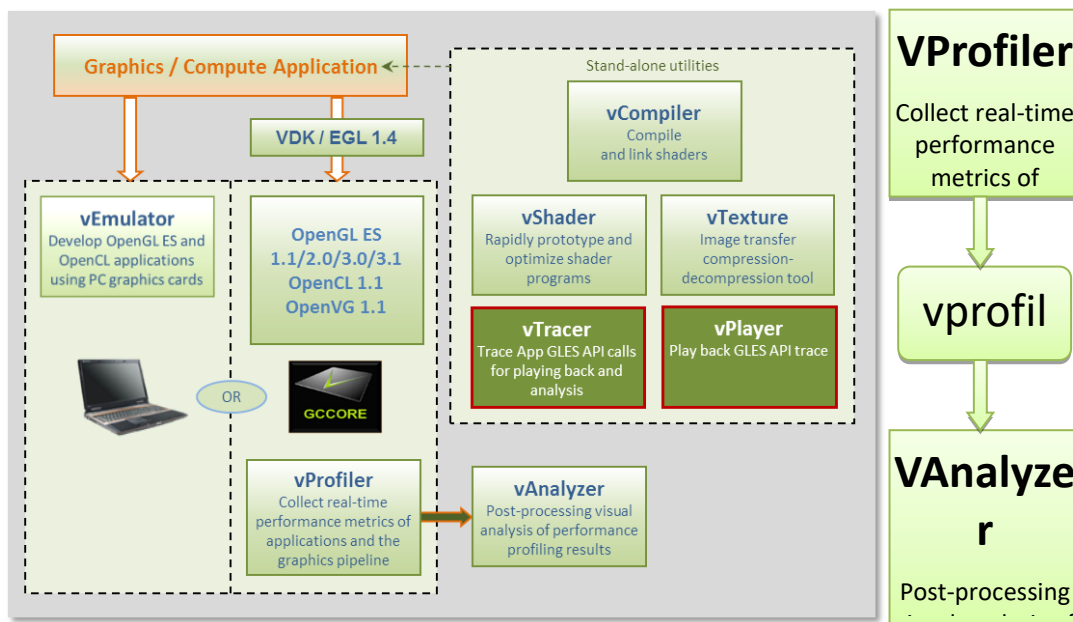 Graphics / Compute Application
VDK / EGL 1.4
vEmulator
Develop OpenGL ES and
OpenCL applications
using PC graphics cards
OpenGL ES
1.1/2.0/3.0/3.1
OpenCL 1.1
OpenVG 1.1
OR
GCCORE
vProfiler
Collect real-time
performance metrics of
applications and the
graphics pipeline
vAnalyzer
Post-processing visual
analysis of performance
profiling results
Stand-alone utilities
vCompiler
Compile
and link shaders
vShader
Rapidly prototype and
optimize shader
programs
vTexture
Image transfer
compression-
decompression tool
vTracer
Trace App GLES API calls
for playing back and
analysis
vPlayer
Play back GLES API trace
VProfiler
Collect real-time
performance
metrics of
vprofil
VAnalyze
r
Post-processing